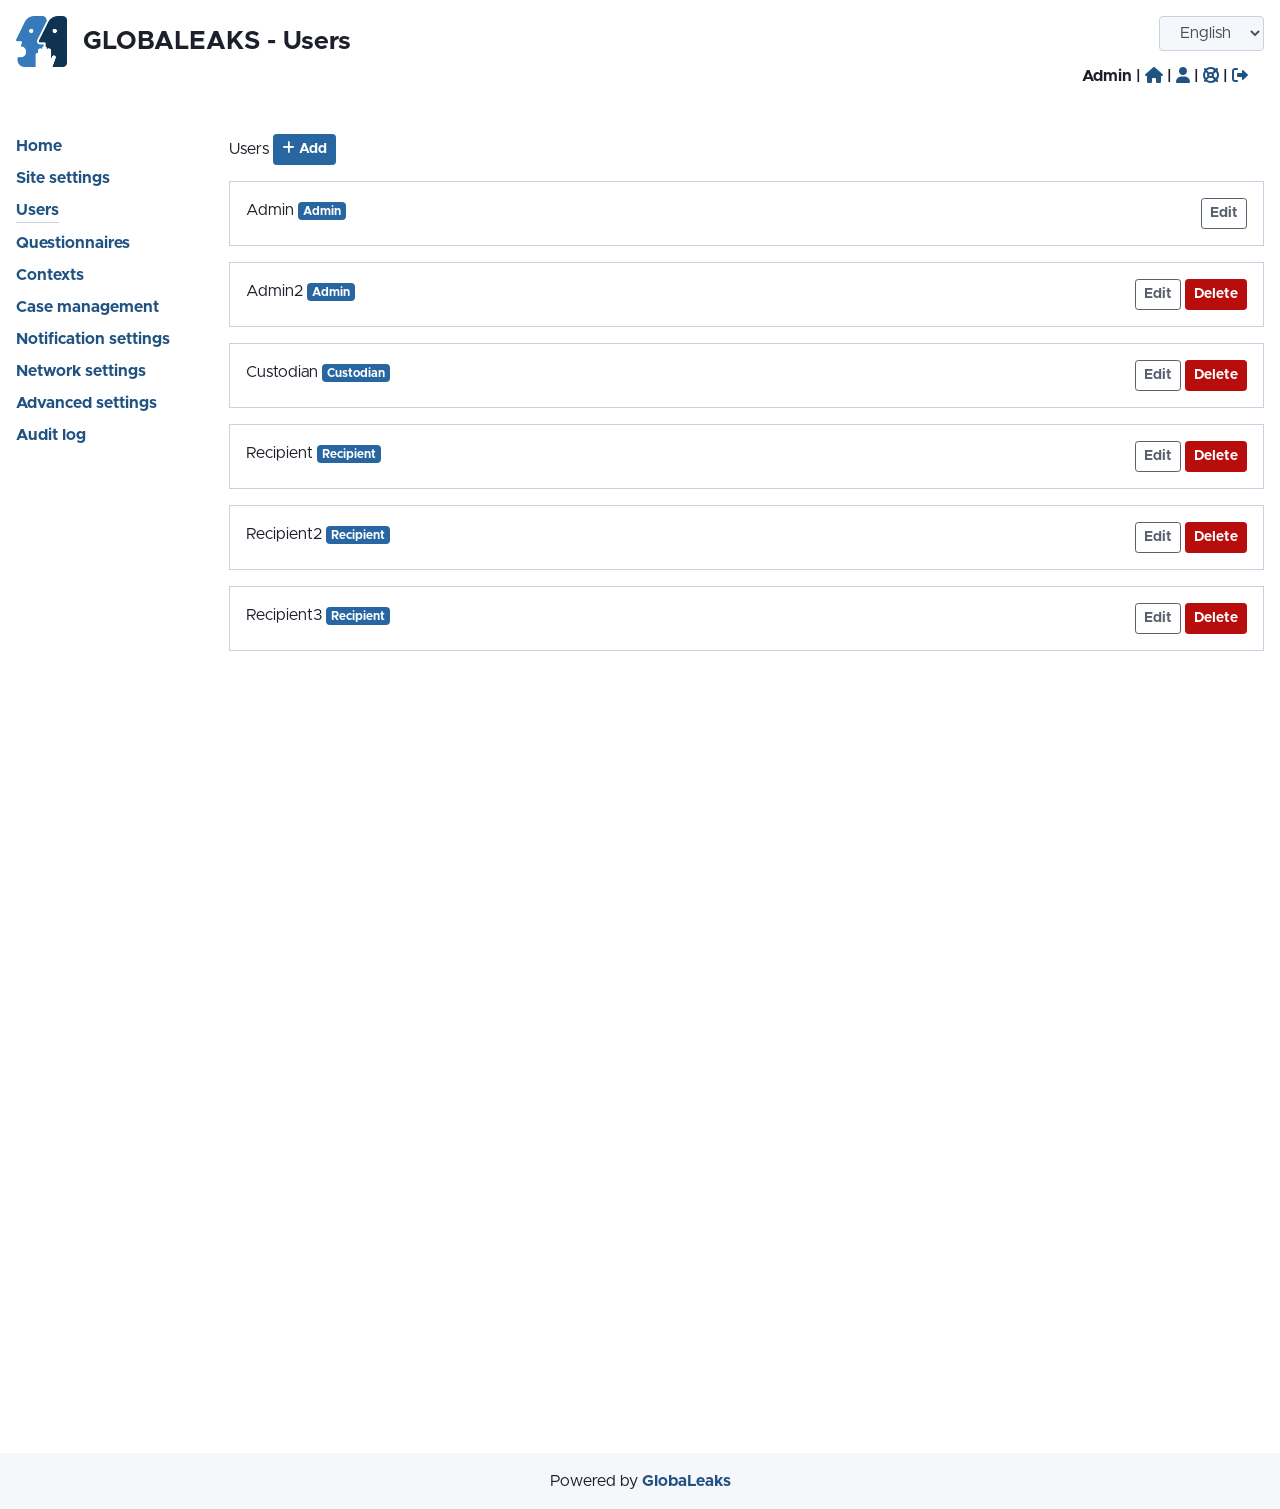 GLOBALEAKS - Users
English
Admin | | | |
Home
Site settings
Users
Questionnaires
Contexts
Case management
Notification settings
Network settings
Advanced settings
Audit log
Users + Add
Admin Admin Edit
Admin2 Admin Edit Delete
Custodian Custodian Edit Delete
Recipient Recipient Edit Delete
Recipient2 Recipient Edit Delete
Recipient3 Recipient Edit Delete
Powered by GlobaLeaks